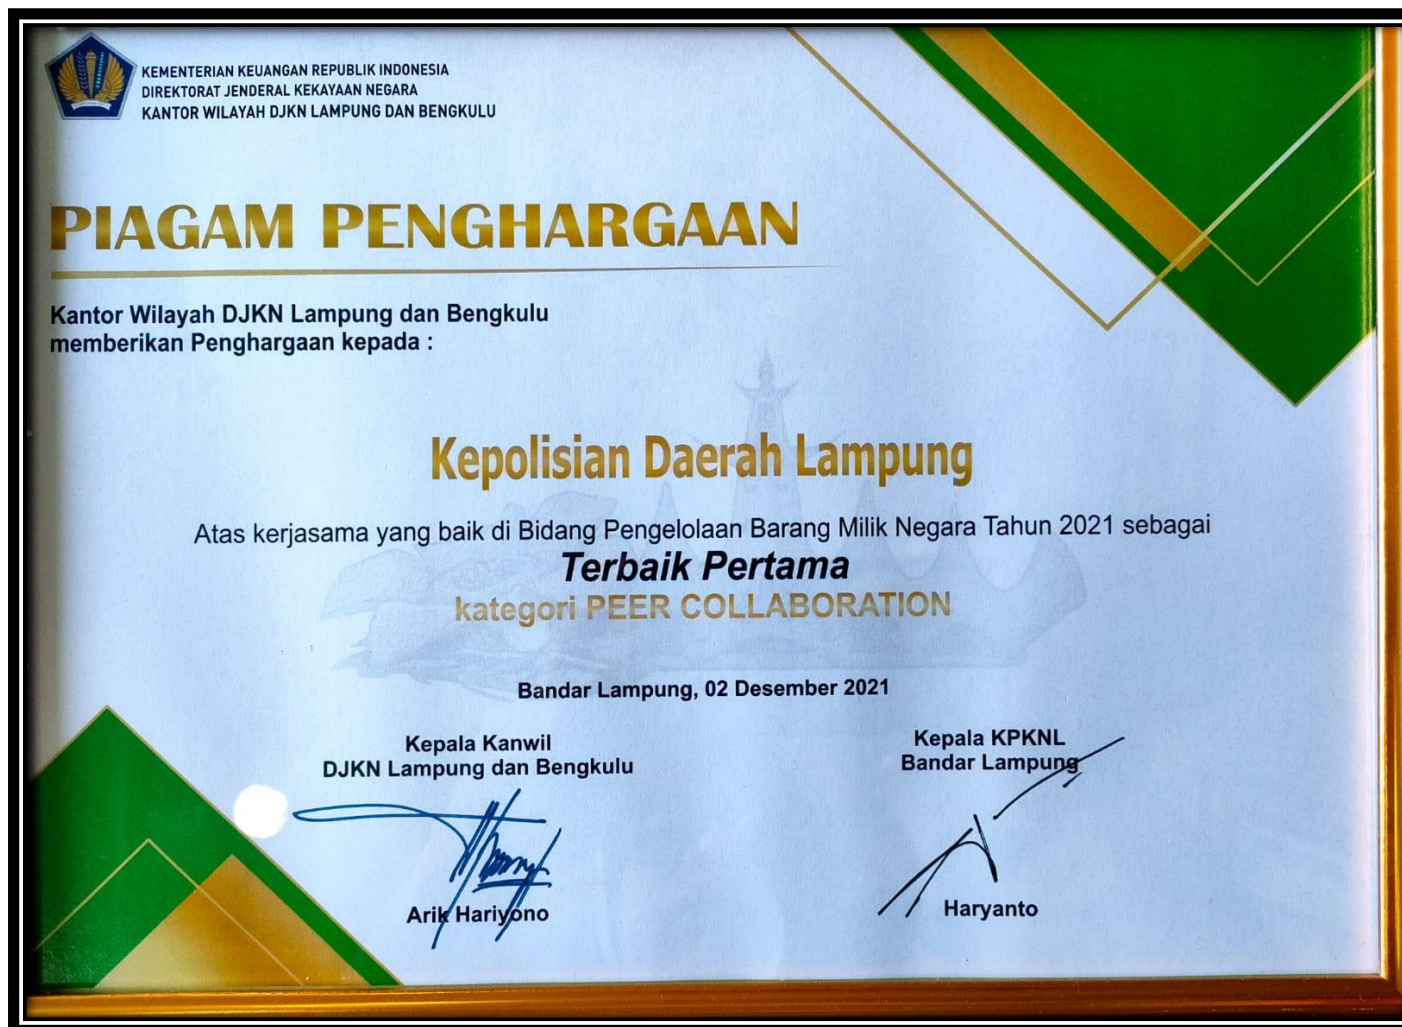 KEMENTERIAN KEUANGAN REPUBLIK INDONESIA
DIREKTORAT JENDERAL KEKAYAAN NEGARA
KANTOR WILAYAH DJKN LAMPUNG DAN BENGKULU
PIAGAM PENGHARGAAN
Kantor Wilayah DJKN Lampung dan Bengkulu
memberikan Penghargaan kepada :
Kepolisian Daerah Lampung
Atas kerjasama yang baik di Bidang Pengelolaan Barang Milik Negara Tahun 2021 sebagai
Terbaik Pertama
kategori PEER COLLABORATION
Bandar Lampung, 02 Desember 2021
Kepala Kanwil
DJKN Lampung dan Bengkulu
Arik Hariyono
Kepala KPKNL
Bandar Lampung
Haryanto